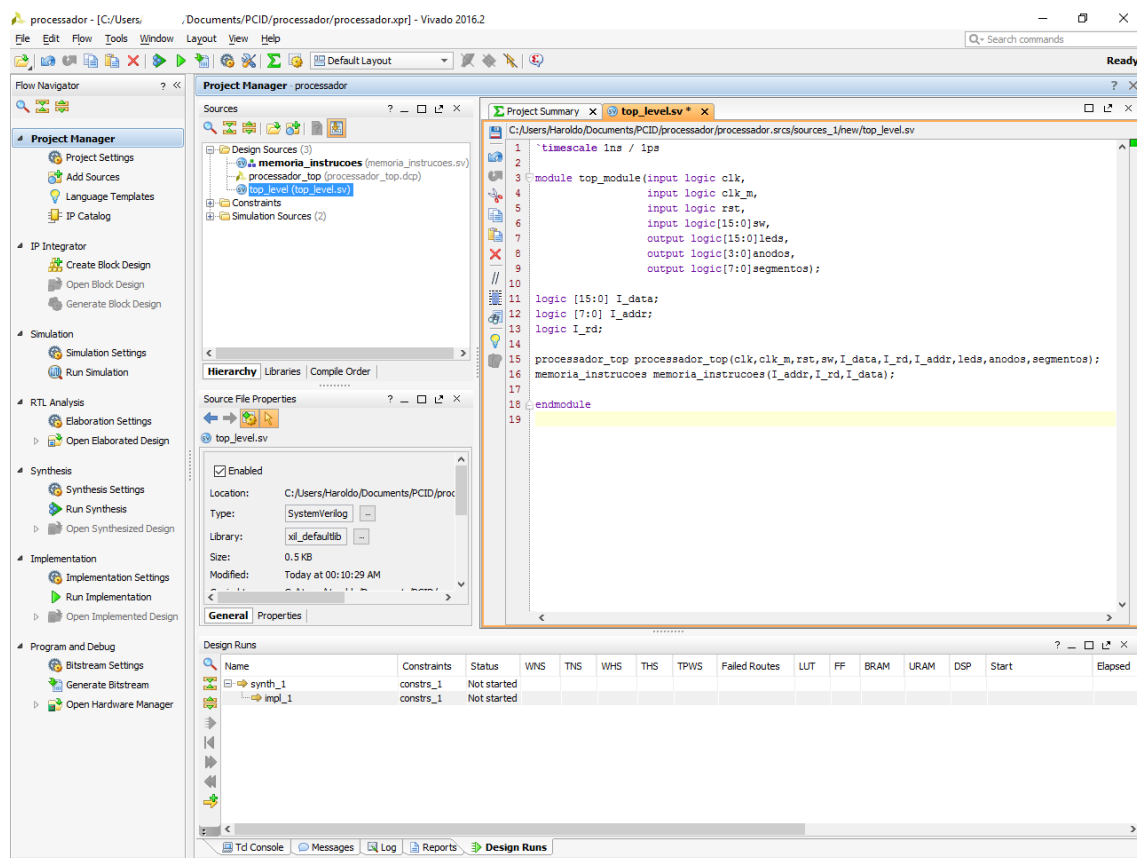 processador - [C:/Users/ /Documents/PCID/processador/processador.xpr] - Vivado 2016.2
File Edit Flow Tools Window Layout View Help
Search commands
Default Layout
Ready
Flow Navigator
Project Manager
Project Settings
Add Sources
Language Templates
IP Catalog
IP Integrator
Create Block Design
Open Block Design
Generate Block Design
Simulation
Simulation Settings
Run Simulation
RTL Analysis
Elaboration Settings
Open Elaborated Design
Synthesis
Synthesis Settings
Run Synthesis
Open Synthesized Design
Implementation
Implementation Settings
Run Implementation
Open Implemented Design
Program and Debug
Bitstream Settings
Generate Bitstream
Open Hardware Manager
Project Manager - processador
Sources
Design Sources (3)
memoria_instrucoes (memoria_instrucoes.sv)
processador_top (processador_top.dcp)
top_level (top_level.sv)
Constraints
Simulation Sources (2)
Hierarchy Libraries Compile Order
Source File Properties
top_level.sv
Enabled
Location: C:/Users/Haroldo/Documents/PCID/proc
Type: SystemVerilog
Library: xil_defaultlib
Size: 0.5 KB
Modified: Today at 00:10:29 AM
General Properties
Project Summary top_level.sv *
C:/Users/Haroldo/Documents/PCID/processador/processador.srcs/sources_1/new/top_level.sv
1 `timescale 1ns / 1ps
2
3 module top_module(input logic clk,
4 input logic clk_m,
5 input logic rst,
6 input logic[15:0]sw,
7 output logic[15:0]leds,
8 output logic[3:0]anodos,
9 output logic[7:0]segmentos);
10
11 logic [15:0] I_data;
12 logic [7:0] I_addr;
13 logic I_rd;
14
15 processador_top processador_top(clk,clk_m,rst,sw,I_data,I_rd,I_addr,leds,anodos,segmentos);
16 memoria_instrucoes memoria_instrucoes(I_addr,I_rd,I_data);
17
18 endmodule
19
Design Runs
Name Constraints Status WNS TNS WHS THS TPWS Failed Routes LUT FF BRAM URAM DSP Start Elapsed
synth_1 constrs_1 Not started
impl_1 constrs_1 Not started
Tcl Console Messages Log Reports Design Runs